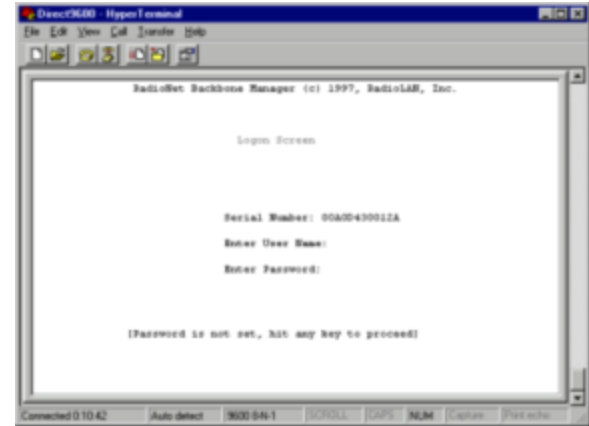 Direct9600 - HyperTerminal
File Edit View Call Transfer Help
RadioNet Backbone Manager (c) 1997, RadioLAN, Inc.
Logon Screen
Serial Number: 00A0D430012A
Enter User Name:
Enter Password:
[Password is not set, hit any key to proceed]
Connected 0:10:42 Auto detect 9600 8-N-1 SCROLL CAPS NUM Capture Print echo